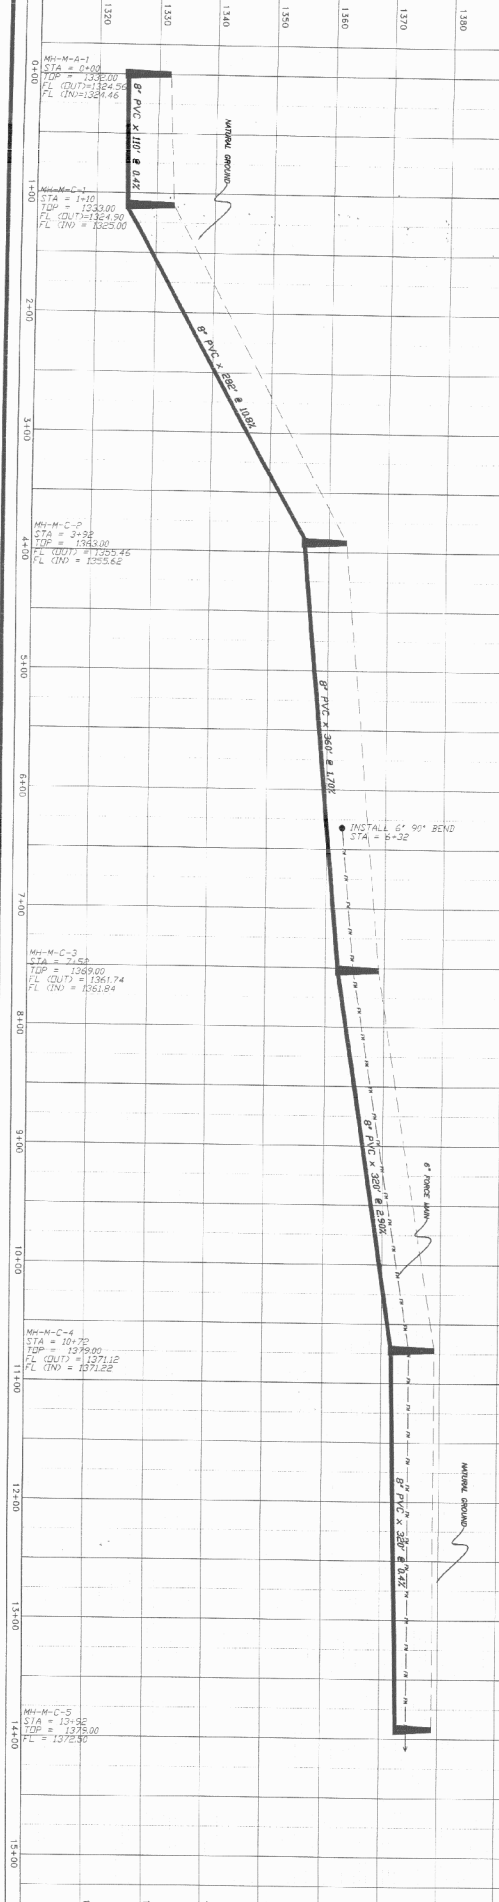 1320
1330
1340
1350
1360
1370
1380
MH-M-A-1
STA = 0+00
TOP = 1332.00
FL (OUT)=1324.56
FL (IN)=1324.46
0+00
8" PVC x 110' @ 0.4%
NATURAL GROUND
MH-M-C-1
STA = 1+10
TOP = 1333.00
FL (OUT)=1324.90
FL (IN) = 1325.00
1+00
2+00
8" PVC x 282' @ 10.8%
3+00
MH-M-C-2
STA = 3+92
TOP = 1363.00
FL (OUT) = 1355.46
FL (IN) = 1355.62
4+00
5+00
8" PVC x 360' @ 1.70%
6+00
INSTALL 6" 90° BEND
STA = 6+32
7+00
MH-M-C-3
STA = 7+52
TOP = 1369.00
FL (OUT) = 1361.74
FL (IN) = 1361.84
8+00
9+00
8" PVC x 320' @ 2.90%
6" FORCE MAIN
10+00
MH-M-C-4
STA = 10+72
TOP = 1379.00
FL (OUT) = 1371.12
FL (IN) = 1371.22
11+00
NATURAL GROUND
8" PVC x 320' @ 0.4%
12+00
13+00
MH-M-C-5
STA = 13+92
TOP = 1379.00
FL = 1372.50
14+00
15+00